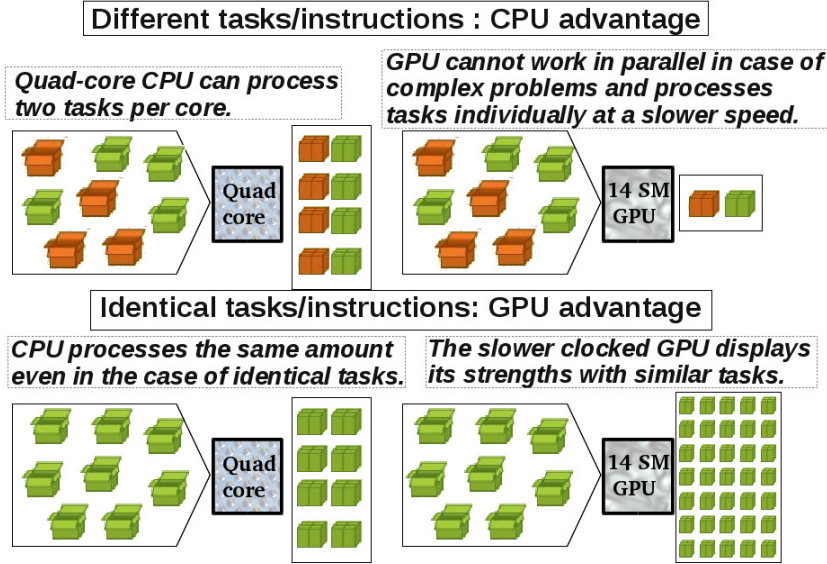 Different tasks/instructions : CPU advantage
Quad-core CPU can process
two tasks per core.
GPU cannot work in parallel in case of
complex problems and processes
tasks individually at a slower speed.
Quad
core
14 SM
GPU
Identical tasks/instructions: GPU advantage
CPU processes the same amount
even in the case of identical tasks.
The slower clocked GPU displays
its strengths with similar tasks.
Quad
core
14 SM
GPU